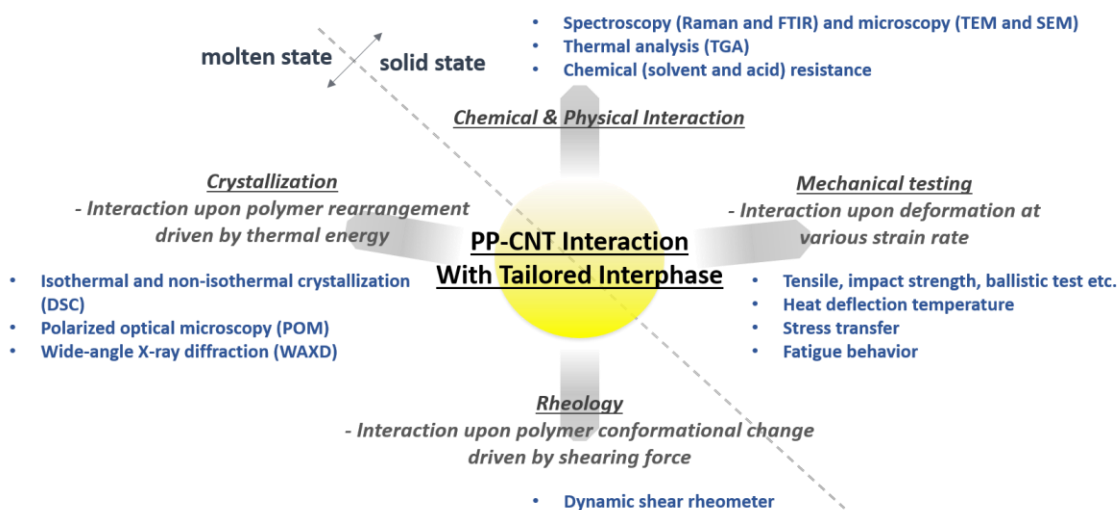 • Spectroscopy (Raman and FTIR) and microscopy (TEM and SEM)
• Thermal analysis (TGA)
• Chemical (solvent and acid) resistance
molten state
solid state
Chemical & Physical Interaction
Crystallization
- Interaction upon polymer rearrangement
driven by thermal energy
• Isothermal and non-isothermal crystallization
(DSC)
• Polarized optical microscopy (POM)
• Wide-angle X-ray diffraction (WAXD)
PP-CNT Interaction
With Tailored Interphase
Mechanical testing
- Interaction upon deformation at
various strain rate
• Tensile, impact strength, ballistic test etc.
• Heat deflection temperature
• Stress transfer
• Fatigue behavior
Rheology
- Interaction upon polymer conformational change
driven by shearing force
• Dynamic shear rheometer